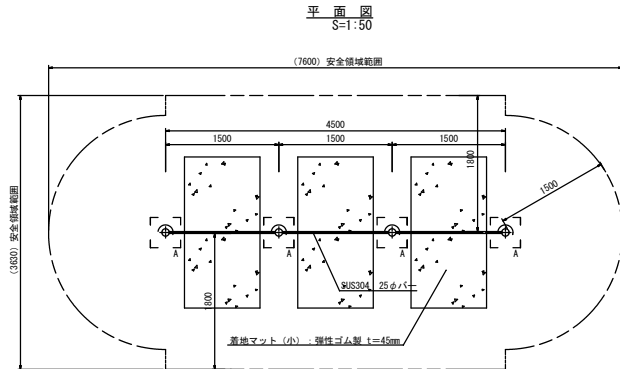 平 面 図
S=1:50
(7600) 安全領域範囲
4500
1500 1500 1500
1800
1500
(3630) 安全領域範囲
A A A A
SUS304 25φバー
1800
着地マット（小）：弾性ゴム製 t=45mm